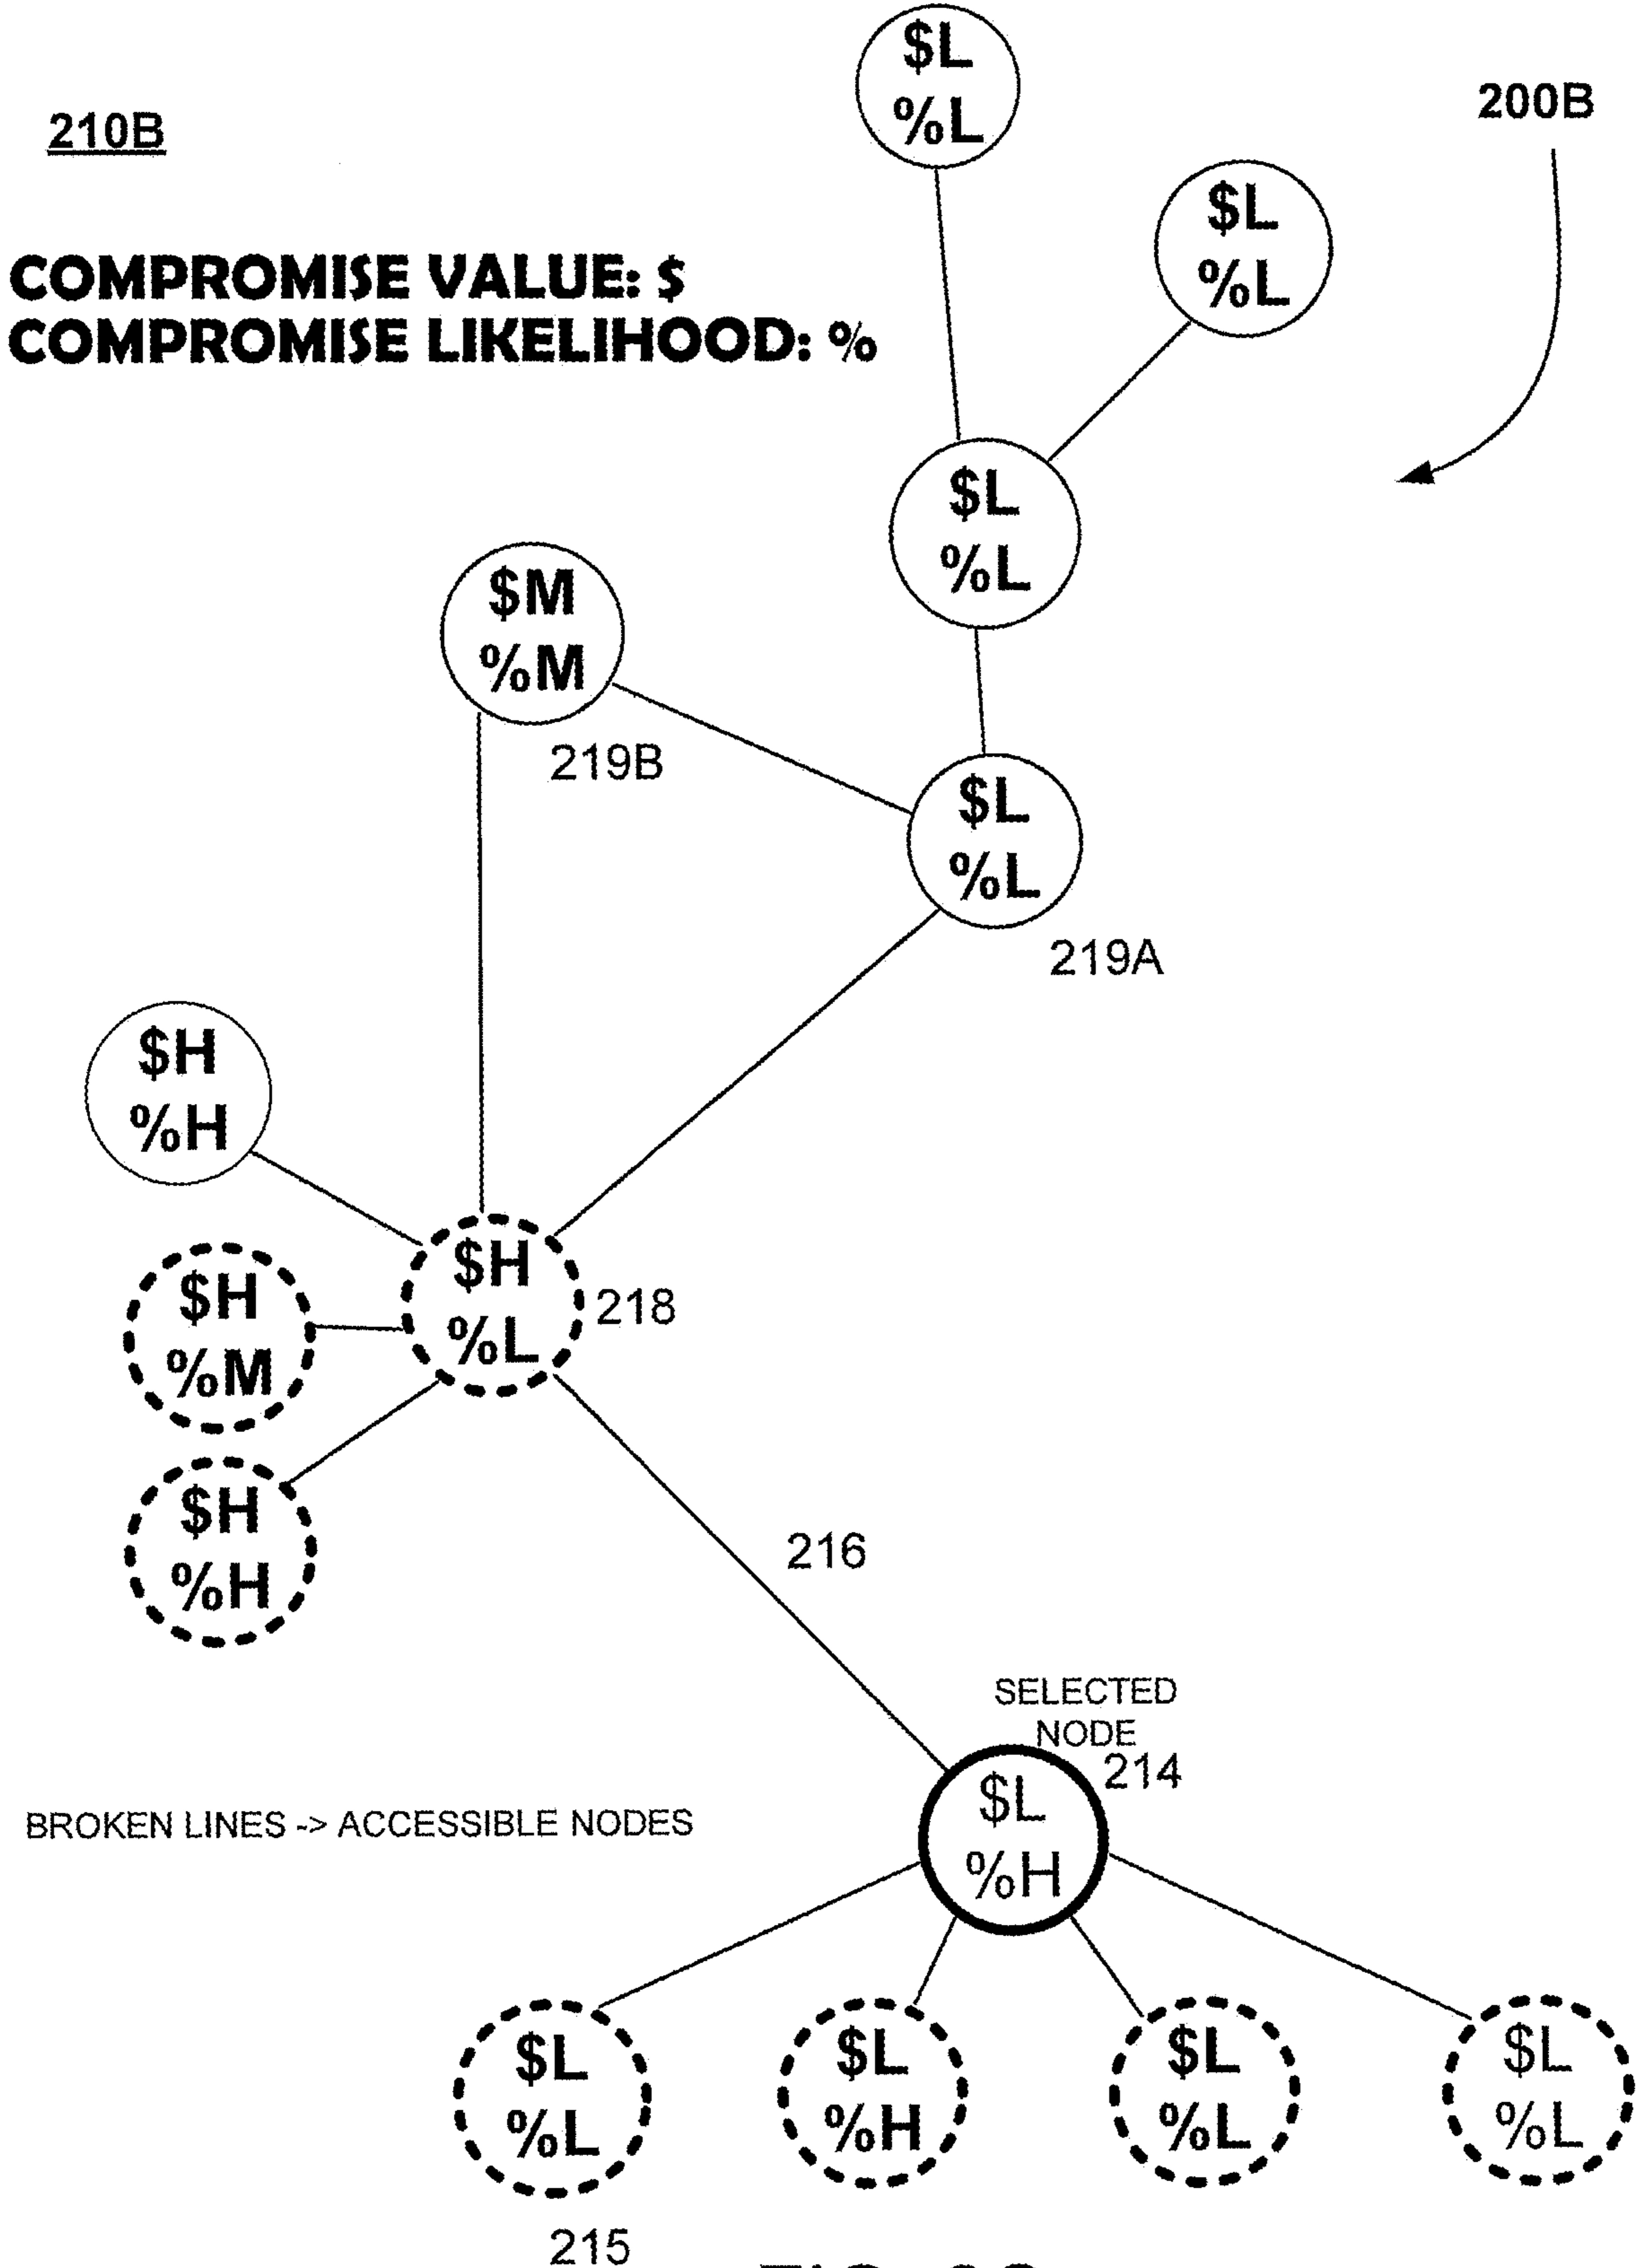 $L
%L
200B
210B
$L
%L
COMPROMISE VALUE: $
COMPROMISE LIKELIHOOD: %
$L
%L
$M
%M
219B
$L
%L
219A
$H
%H
$H
%L
218
$H
%M
$H
%H
216
SELECTED
NODE
214
$L
%H
BROKEN LINES -> ACCESSIBLE NODES
$L
%L
$L
%H
$L
%L
$L
%L
215